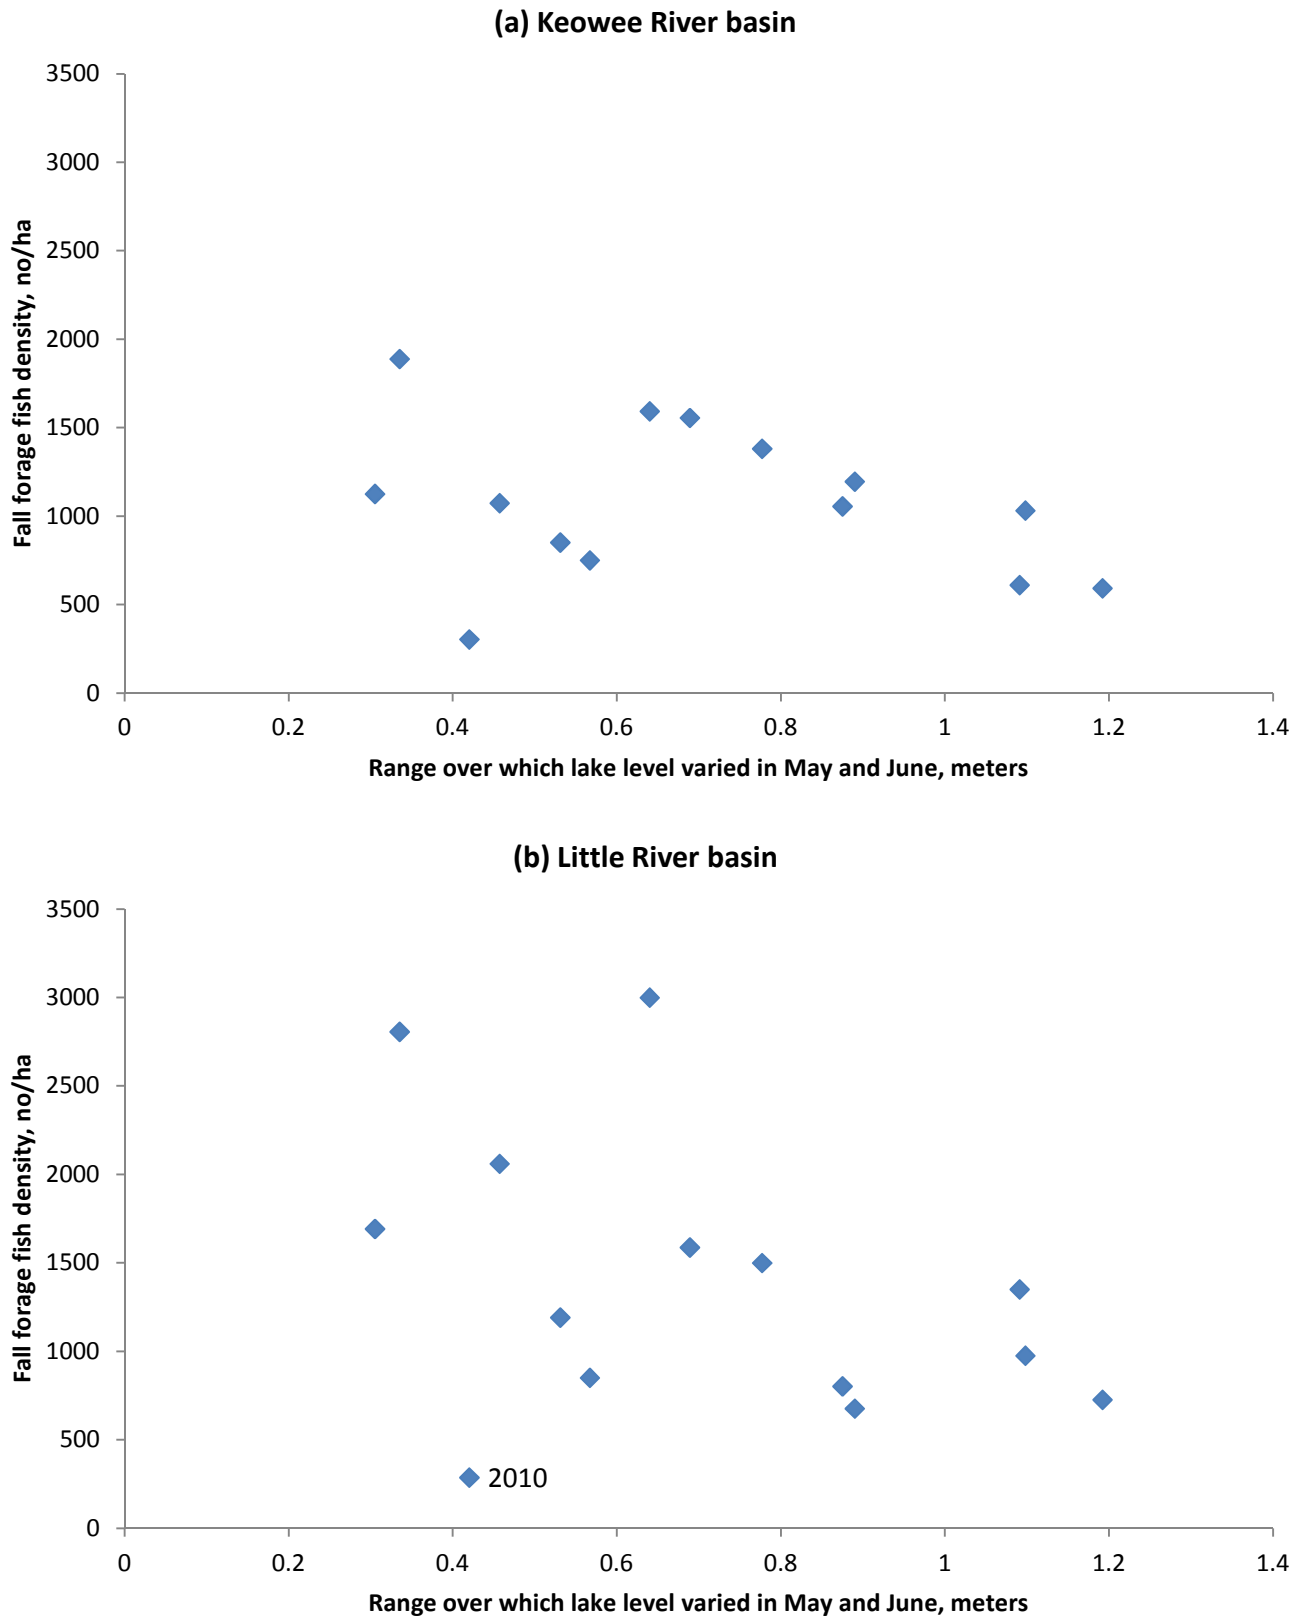 (a) Keowee River basin
3500
3000
2500
2000
1500
1000
500
0
Fall forage fish density, no/ha
0 0.2 0.4 0.6 0.8 1 1.2 1.4
Range over which lake level varied in May and June, meters
(b) Little River basin
3500
3000
2500
2000
1500
1000
500
0
Fall forage fish density, no/ha
2010
0 0.2 0.4 0.6 0.8 1 1.2 1.4
Range over which lake level varied in May and June, meters